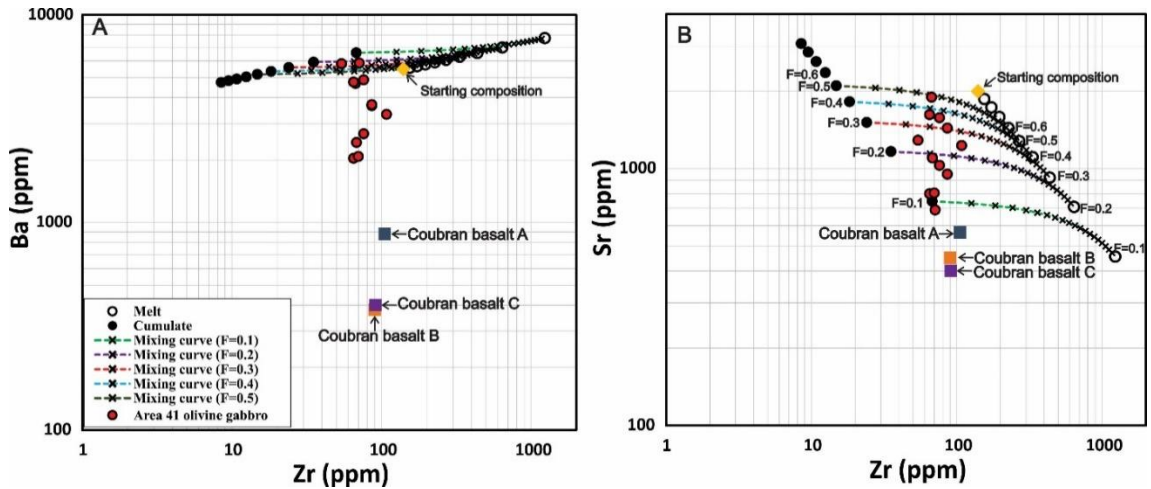 A
10000
1000
100
Ba (ppm)
Starting composition
Coubran basalt A
Coubran basalt C
Coubran basalt B
Melt
Cumulate
Mixing curve (F=0.1)
Mixing curve (F=0.2)
Mixing curve (F=0.3)
Mixing curve (F=0.4)
Mixing curve (F=0.5)
Area 41 olivine gabbro
1
10
100
1000
Zr (ppm)
B
1000
100
Sr (ppm)
Starting composition
F=0.6
F=0.5
F=0.4
F=0.3
F=0.2
F=0.1
F=0.6
F=0.5
F=0.4
F=0.3
F=0.2
F=0.1
Coubran basalt A
Coubran basalt B
Coubran basalt C
1
10
100
1000
Zr (ppm)